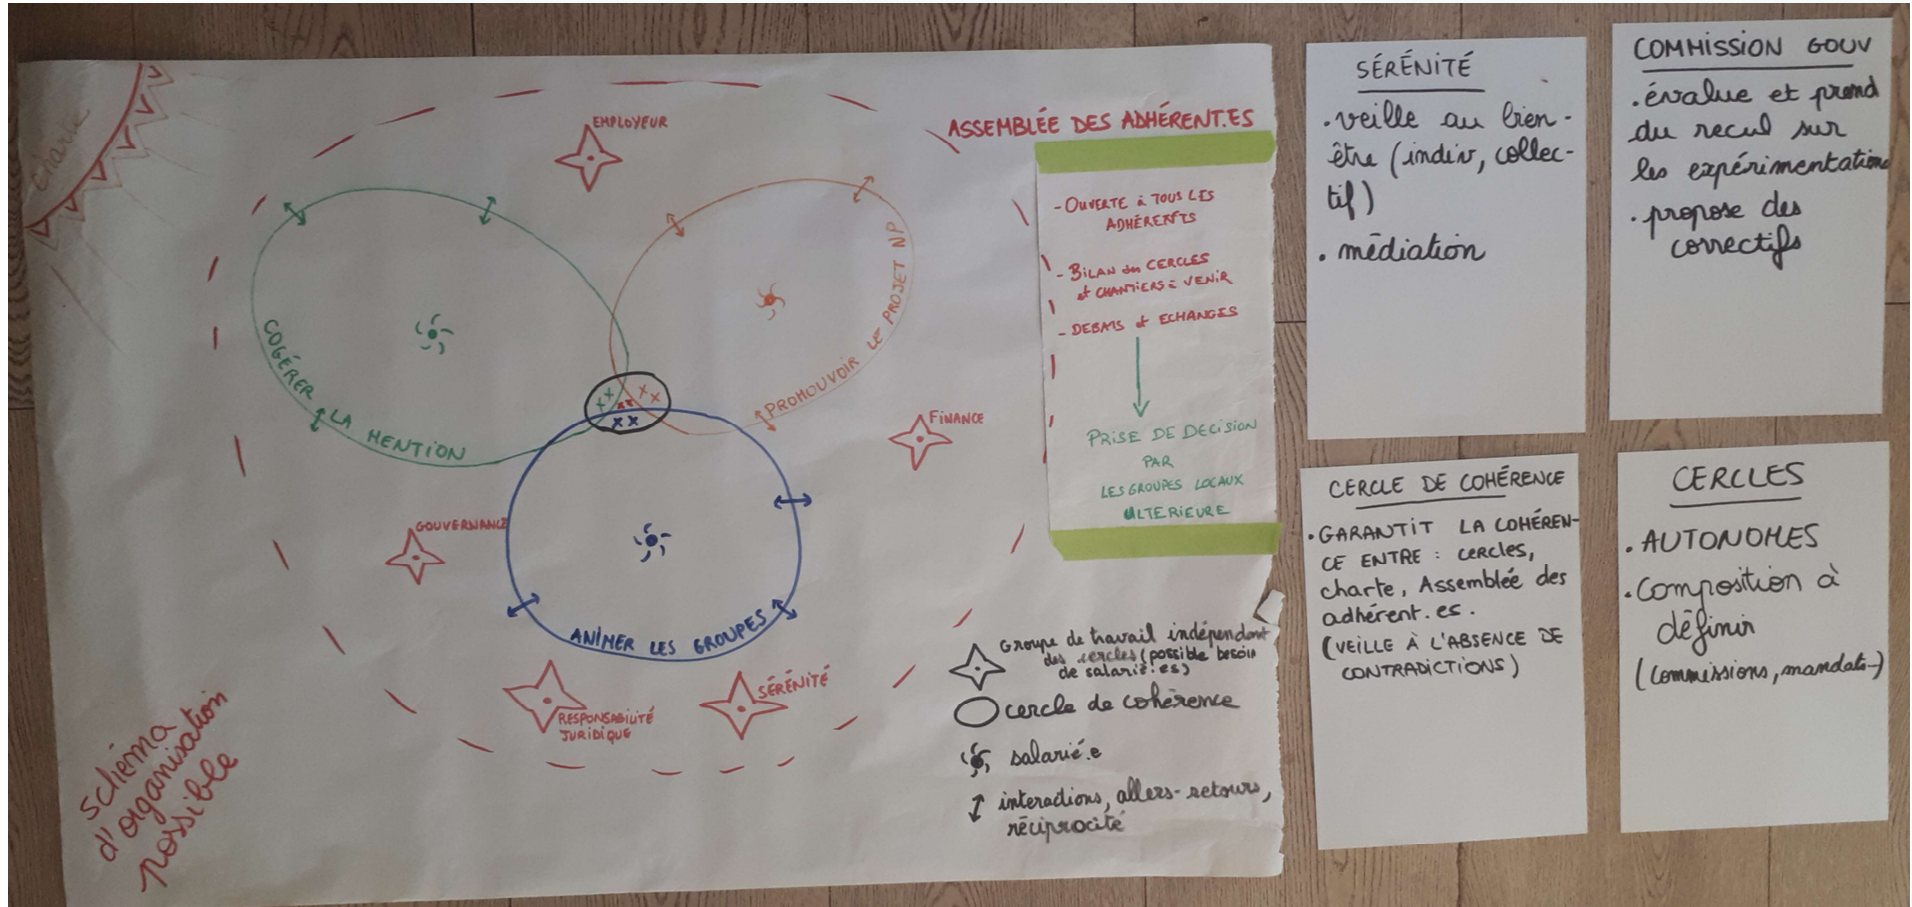 Charte
EMPLOYEUR
ASSEMBLÉE DES ADHÉRENT.ES
- OUVERTE à TOUS LES
ADHÉRENTS
- BILAN des CERCLES
et CHANTIERS à VENIR
- DEBATS et ECHANGES
PRISE DE DECISION
PAR
LES GROUPES LOCAUX
ULTERIEURE
COGÉRER LA MENTION
PROMOUVOIR LE PROJET NP
FINANCE
GOUVERNANCE
ANIMER LES GROUPES
RESPONSABILITÉ
JURIDIQUE
SÉRÉNITÉ
schéma
d'organisation
possible
Groupe de travail indépendant
des cercles (possible besoin
de salarié.es)
cercle de cohérence
salarié.e
interactions, allers-retours,
réciprocité
SÉRÉNITÉ
. veille au bien-
être (indiv, collec-
tif)
. médiation
COMMISSION GOUV
. évalue et prend
du recul sur
les expérimentations
. propose des
correctifs
CERCLE DE COHÉRENCE
. GARANTIT LA COHÉREN-
CE ENTRE : cercles,
charte, Assemblée des
adhérent.es.
(VEILLE À L'ABSENCE DE
CONTRADICTIONS)
CERCLES
. AUTONOMES
. Composition à
définir
(commissions, mandats-)